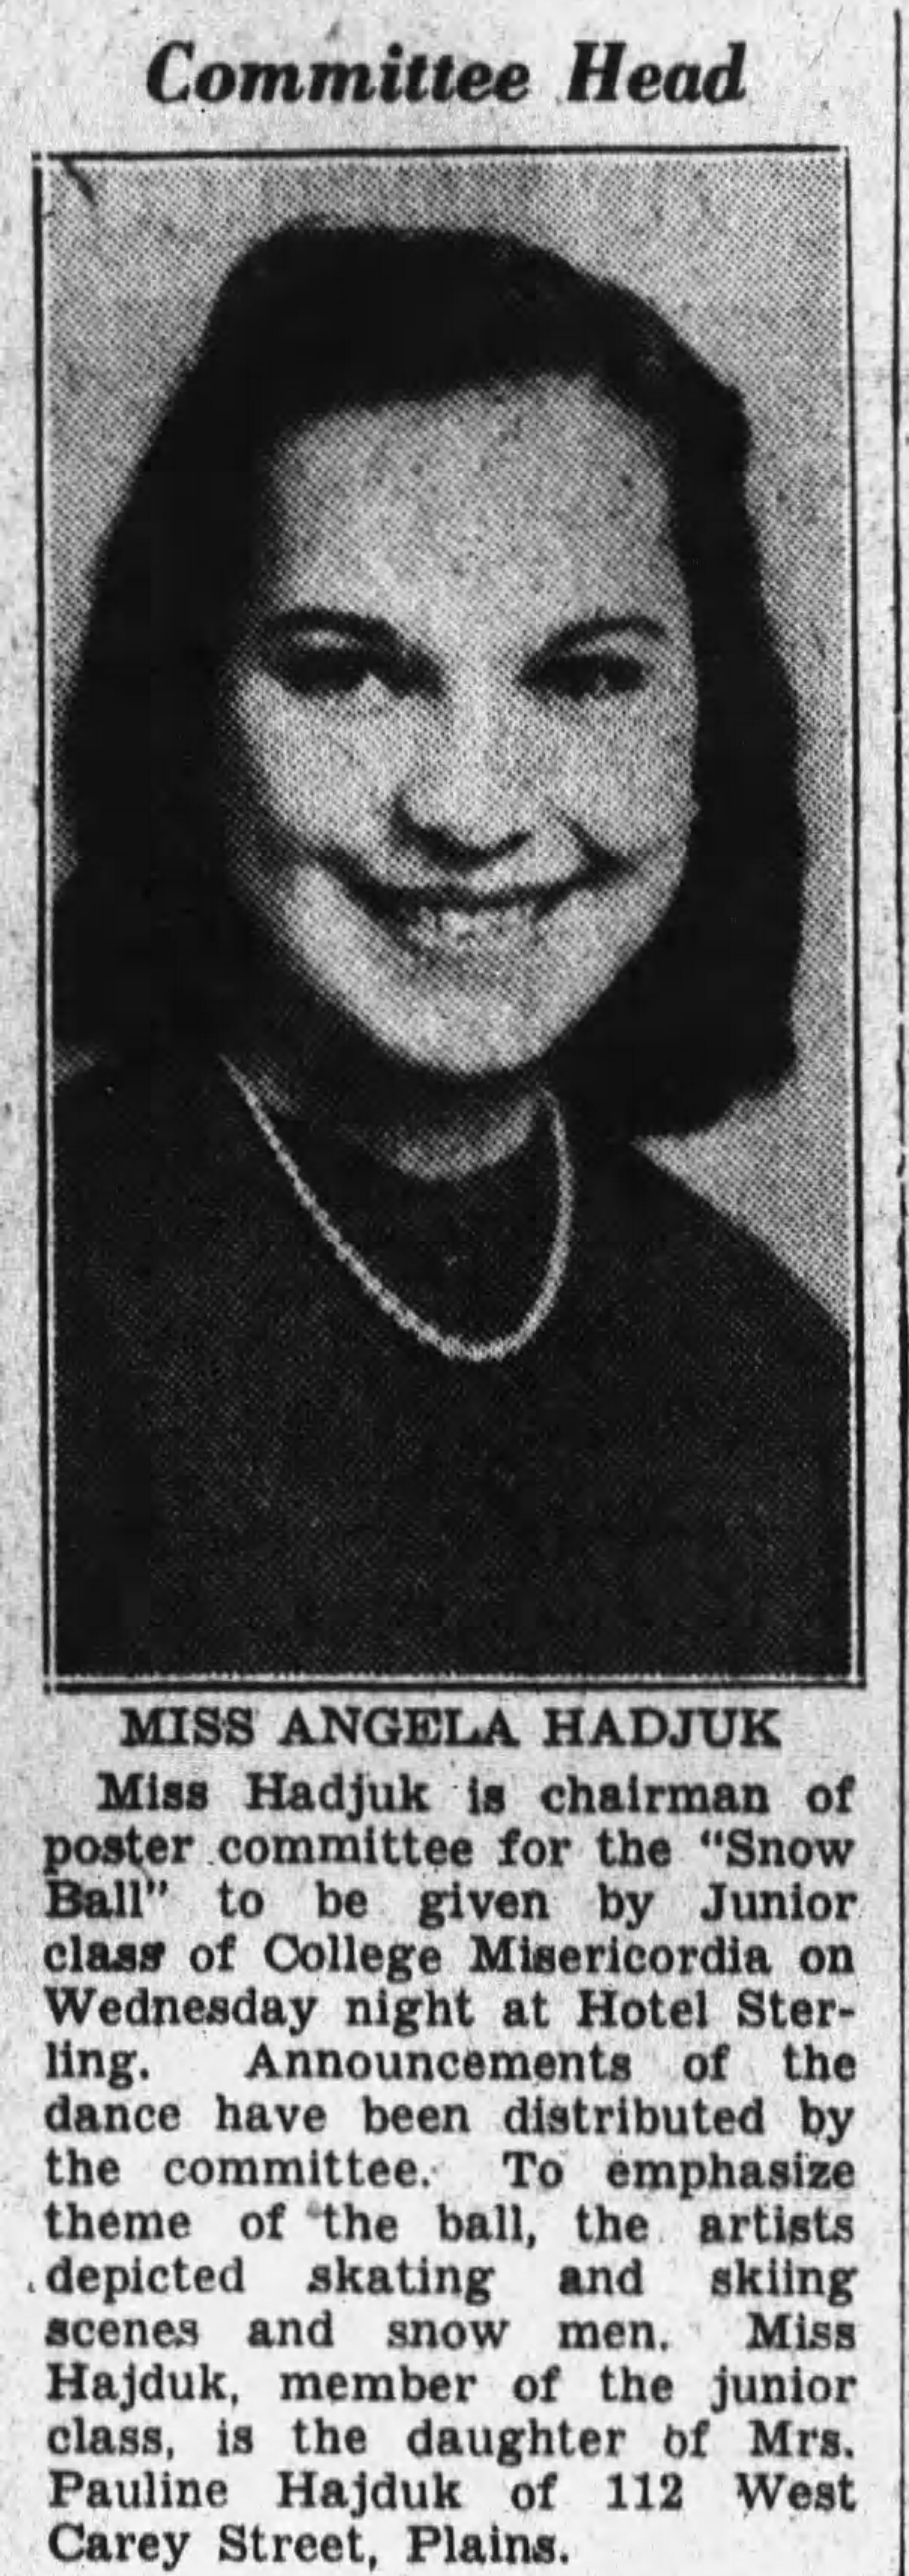 Committee Head
MISS ANGELA HADJUK
Miss Hadjuk is chairman of
poster committee for the "Snow
Ball" to be given by Junior
class of College Misericordia on
Wednesday night at Hotel Ster-
ling. Announcements of the
dance have been distributed by
the committee. To emphasize
theme of the ball, the artists
depicted skating and skiing
scenes and snow men. Miss
Hajduk, member of the junior
class, is the daughter of Mrs.
Pauline Hajduk of 112 West
Carey Street, Plains.